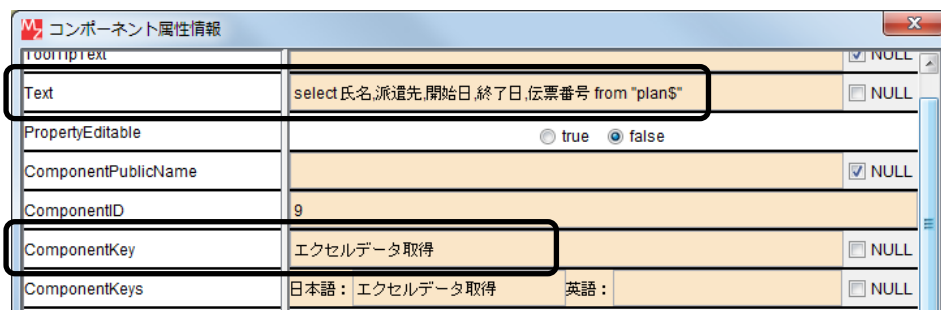 コンポーネント属性情報
ToolTipText NULL
Text select 氏名,派遣先,開始日,終了日,伝票番号 from "plan$" NULL
PropertyEditable true false
ComponentPublicName NULL
ComponentID 9
ComponentKey エクセルデータ取得 NULL
ComponentKeys 日本語： エクセルデータ取得 英語： NULL